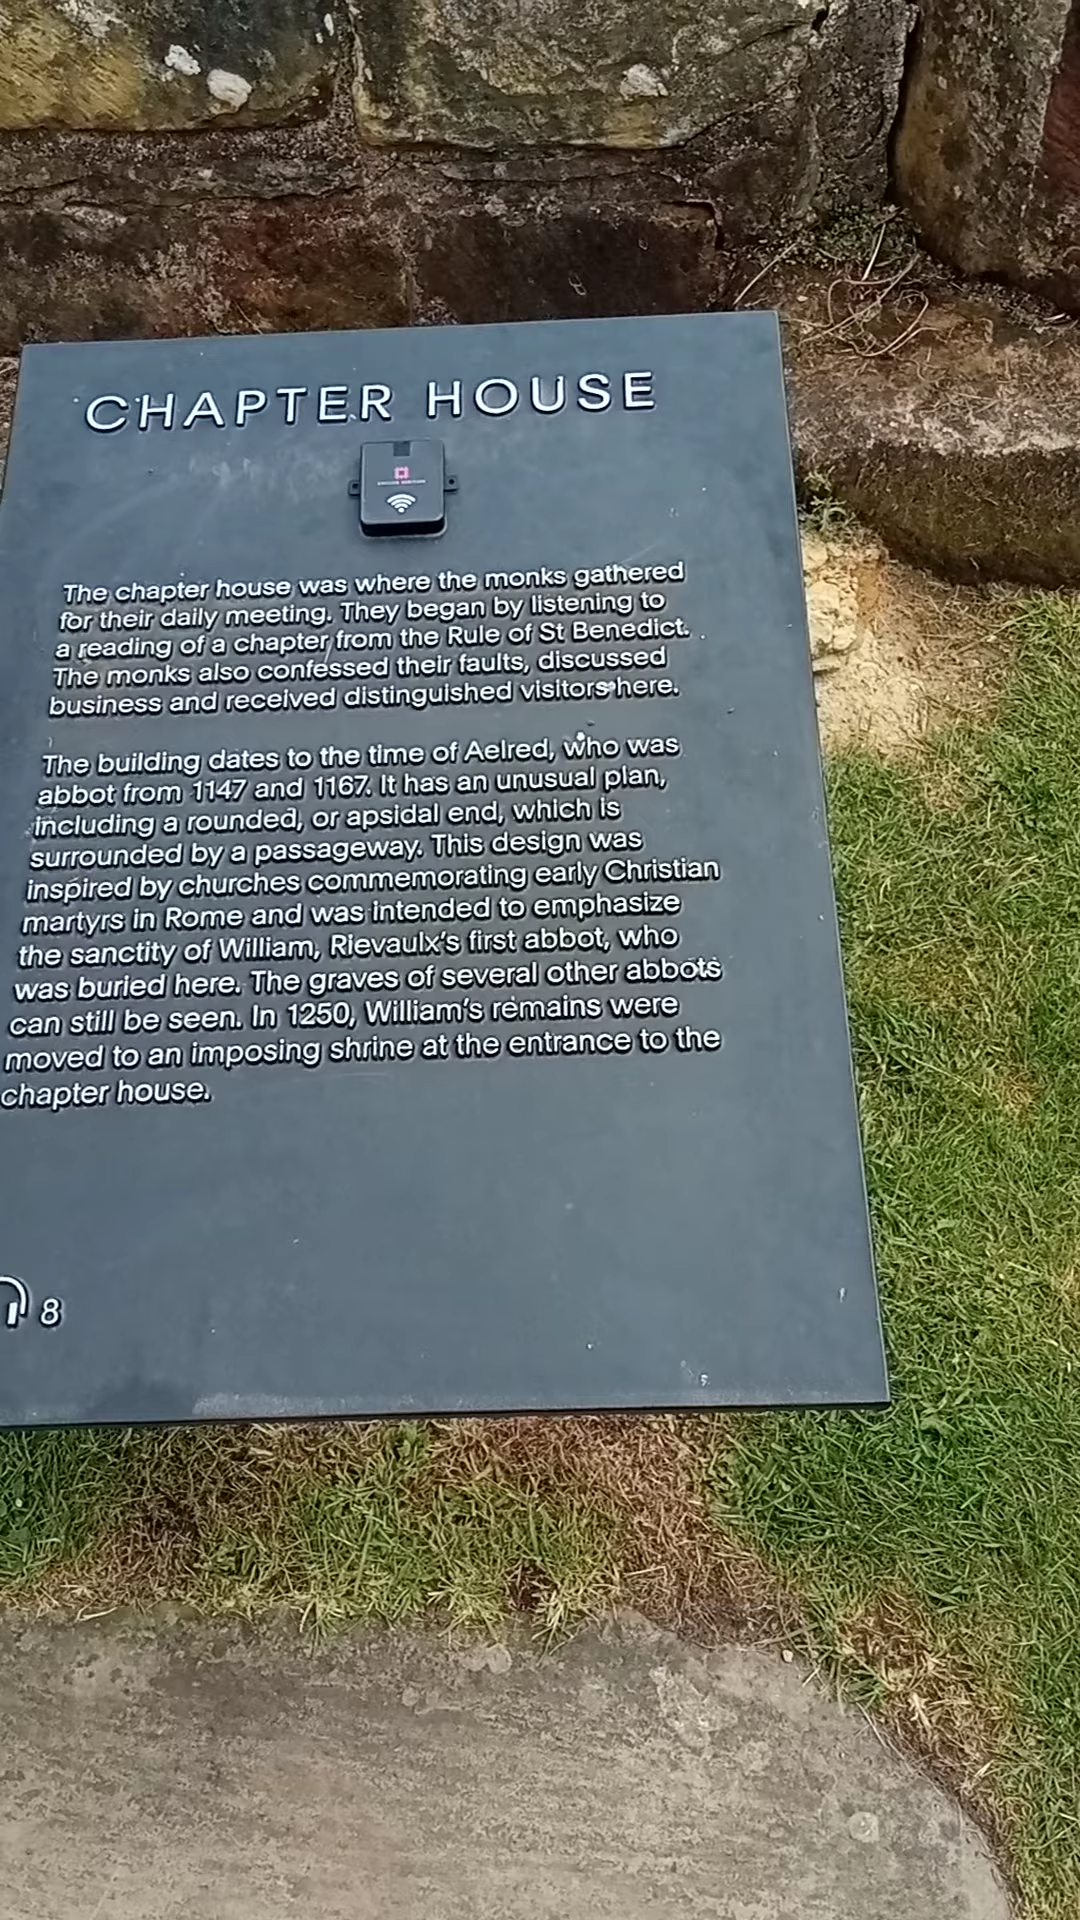 CHAPTER HOUSE
The chapter house was where the monks gathered
for their daily meeting. They began by listening to
a reading of a chapter from the Rule of St Benedict.
The monks also confessed their faults, discussed
business and received distinguished visitors here.
The building dates to the time of Aelred, who was
abbot from 1147 and 1167. It has an unusual plan,
including a rounded, or apsidal end, which is
surrounded by a passageway. This design was
inspired by churches commemorating early Christian
martyrs in Rome and was intended to emphasize
the sanctity of William, Rievaulx's first abbot, who
was buried here. The graves of several other abbots
can still be seen. In 1250, William's remains were
moved to an imposing shrine at the entrance to the
chapter house.
8